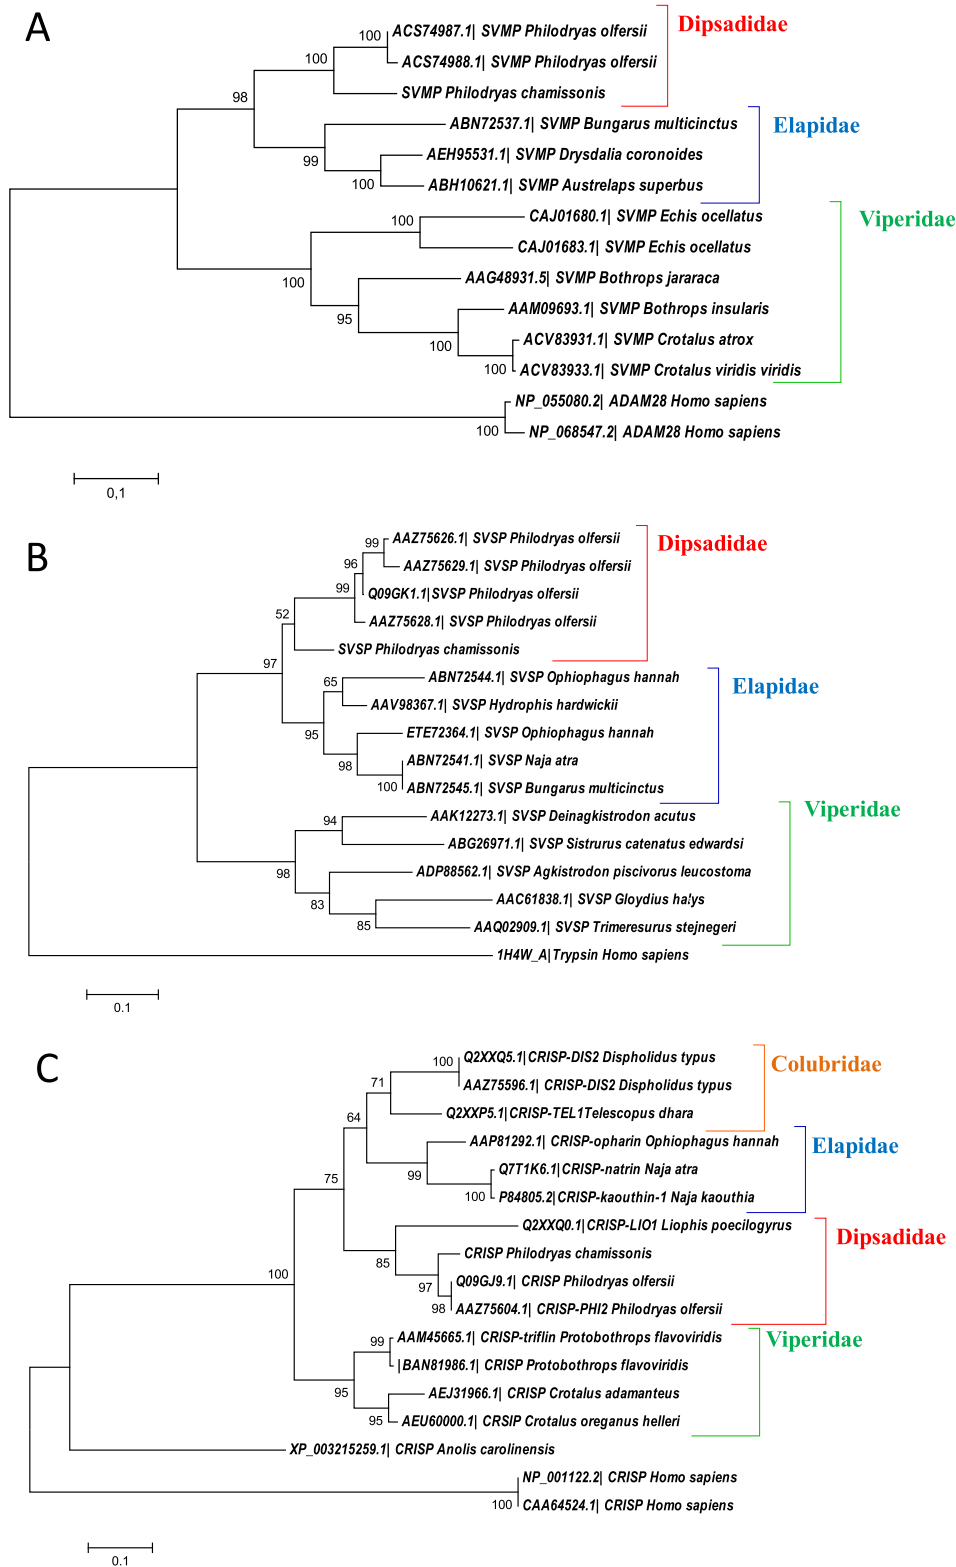 A
100 ACS74987.1| SVMP Philodryas olfersii
Dipsadidae
100 ACS74988.1| SVMP Philodryas olfersii
SVMP Philodryas chamissonis
98
ABN72537.1| SVMP Bungarus multicinctus
Elapidae
99
AEH95531.1| SVMP Drysdalia coronoides
100 ABH10621.1| SVMP Austrelaps superbus
100 CAJ01680.1| SVMP Echis ocellatus
Viperidae
CAJ01683.1| SVMP Echis ocellatus
100
AAG48931.5| SVMP Bothrops jararaca
95
AAM09693.1| SVMP Bothrops insularis
100
ACV83931.1| SVMP Crotalus atrox
100 ACV83933.1| SVMP Crotalus viridis viridis
NP_055080.2| ADAM28 Homo sapiens
100 NP_068547.2| ADAM28 Homo sapiens
0,1
B
99 AAZ75626.1| SVSP Philodryas olfersii
Dipsadidae
96
AAZ75629.1| SVSP Philodryas olfersii
99
Q09GK1.1|SVSP Philodryas olfersii
52
AAZ75628.1| SVSP Philodryas olfersii
SVSP Philodryas chamissonis
97
65 ABN72544.1| SVSP Ophiophagus hannah
Elapidae
AAV98367.1| SVSP Hydrophis hardwickii
95
ETE72364.1| SVSP Ophiophagus hannah
98
ABN72541.1| SVSP Naja atra
100 ABN72545.1| SVSP Bungarus multicinctus
94 AAK12273.1| SVSP Deinagkistrodon acutus
Viperidae
ABG26971.1| SVSP Sistrurus catenatus edwardsi
98
ADP88562.1| SVSP Agkistrodon piscivorus leucostoma
83
AAC61838.1| SVSP Gloydius halys
85 AAQ02909.1| SVSP Trimeresurus stejnegeri
1H4W_A|Trypsin Homo sapiens
0.1
C
100 Q2XXQ5.1|CRISP-DIS2 Dispholidus typus
Colubridae
71
AAZ75596.1| CRISP-DIS2 Dispholidus typus
64
Q2XXP5.1|CRISP-TEL1Telescopus dhara
AAP81292.1| CRISP-opharin Ophiophagus hannah
Elapidae
99
Q7T1K6.1|CRISP-natrin Naja atra
75
100 P84805.2|CRISP-kaouthin-1 Naja kaouthia
Q2XXQ0.1|CRISP-LIO1 Liophis poecilogyrus
Dipsadidae
85
CRISP Philodryas chamissonis
100
97
Q09GJ9.1| CRISP Philodryas olfersii
98 AAZ75604.1| CRISP-PHI2 Philodryas olfersii
99 AAM45665.1| CRISP-triflin Protobothrops flavoviridis
Viperidae
BAN81986.1| CRISP Protobothrops flavoviridis
95
AEJ31966.1| CRISP Crotalus adamanteus
95 AEU60000.1| CRSIP Crotalus oreganus helleri
XP_003215259.1| CRISP Anolis carolinensis
NP_001122.2| CRISP Homo sapiens
100 CAA64524.1| CRISP Homo sapiens
0.1